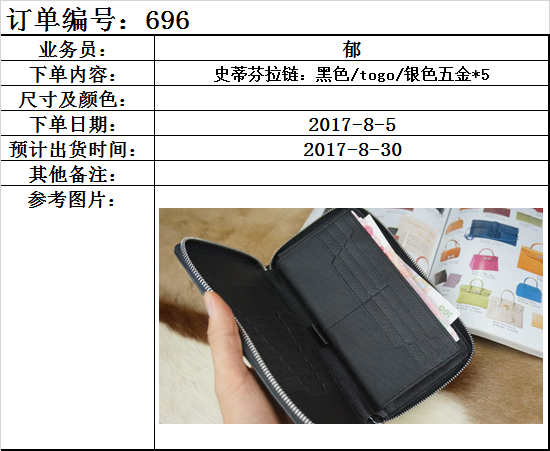 订单编号：696
业务员：
郁
下单内容：
史蒂芬拉链：黑色/togo/银色五金*5
尺寸及颜色：
下单日期：
2017-8-5
预计出货时间：
2017-8-30
其他备注：
参考图片：
100